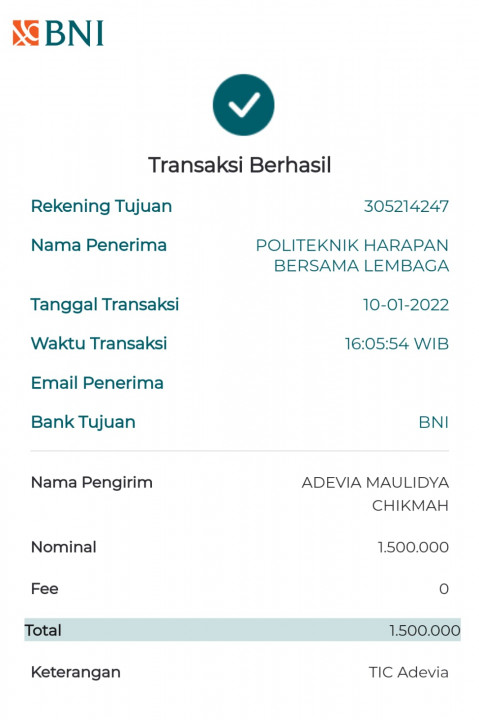 BNI
Transaksi Berhasil
Rekening Tujuan 305214247
Nama Penerima POLITEKNIK HARAPAN
BERSAMA LEMBAGA
Tanggal Transaksi 10-01-2022
Waktu Transaksi 16:05:54 WIB
Email Penerima
Bank Tujuan BNI
Nama Pengirim ADEVIA MAULIDYA
CHIKMAH
Nominal 1.500.000
Fee 0
Total 1.500.000
Keterangan TIC Adevia